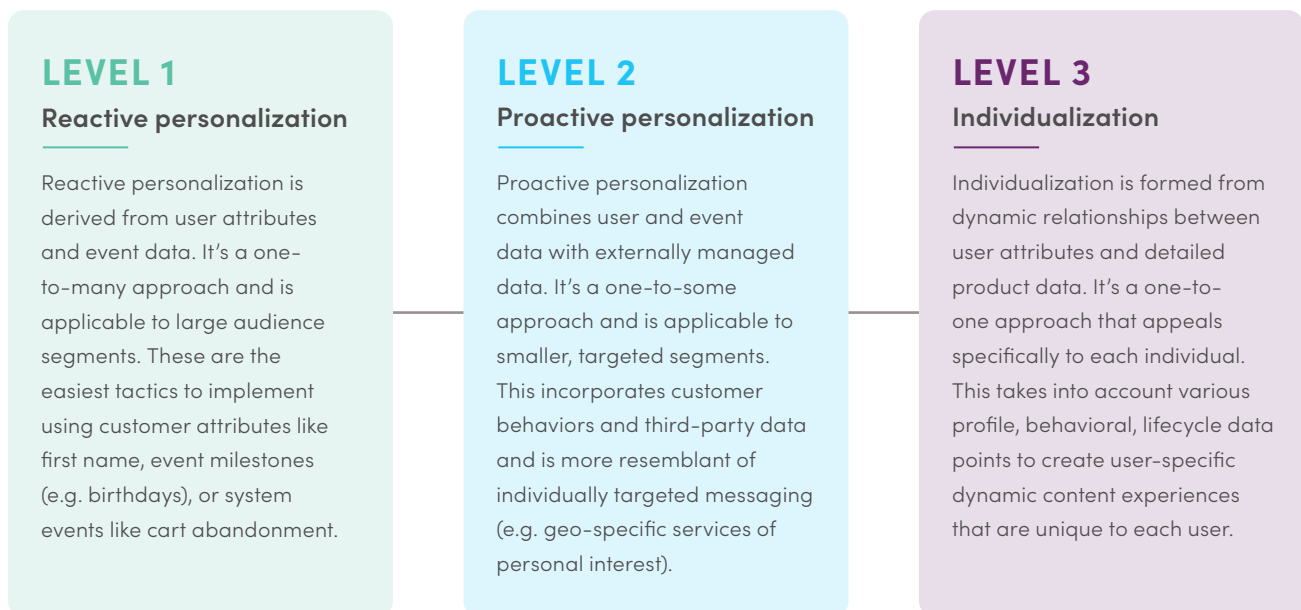 LEVEL 1
Reactive personalization
Reactive personalization is
derived from user attributes
and event data. It’s a one-
to-many approach and is
applicable to large audience
segments. These are the
easiest tactics to implement
using customer attributes like
first name, event milestones
(e.g. birthdays), or system
events like cart abandonment.
LEVEL 2
Proactive personalization
Proactive personalization
combines user and event
data with externally managed
data. It’s a one-to-some
approach and is applicable to
smaller, targeted segments.
This incorporates customer
behaviors and third-party data
and is more resemblant of
individually targeted messaging
(e.g. geo-specific services of
personal interest).
LEVEL 3
Individualization
Individualization is formed from
dynamic relationships between
user attributes and detailed
product data. It’s a one-to-
one approach that appeals
specifically to each individual.
This takes into account various
profile, behavioral, lifecycle data
points to create user-specific
dynamic content experiences
that are unique to each user.